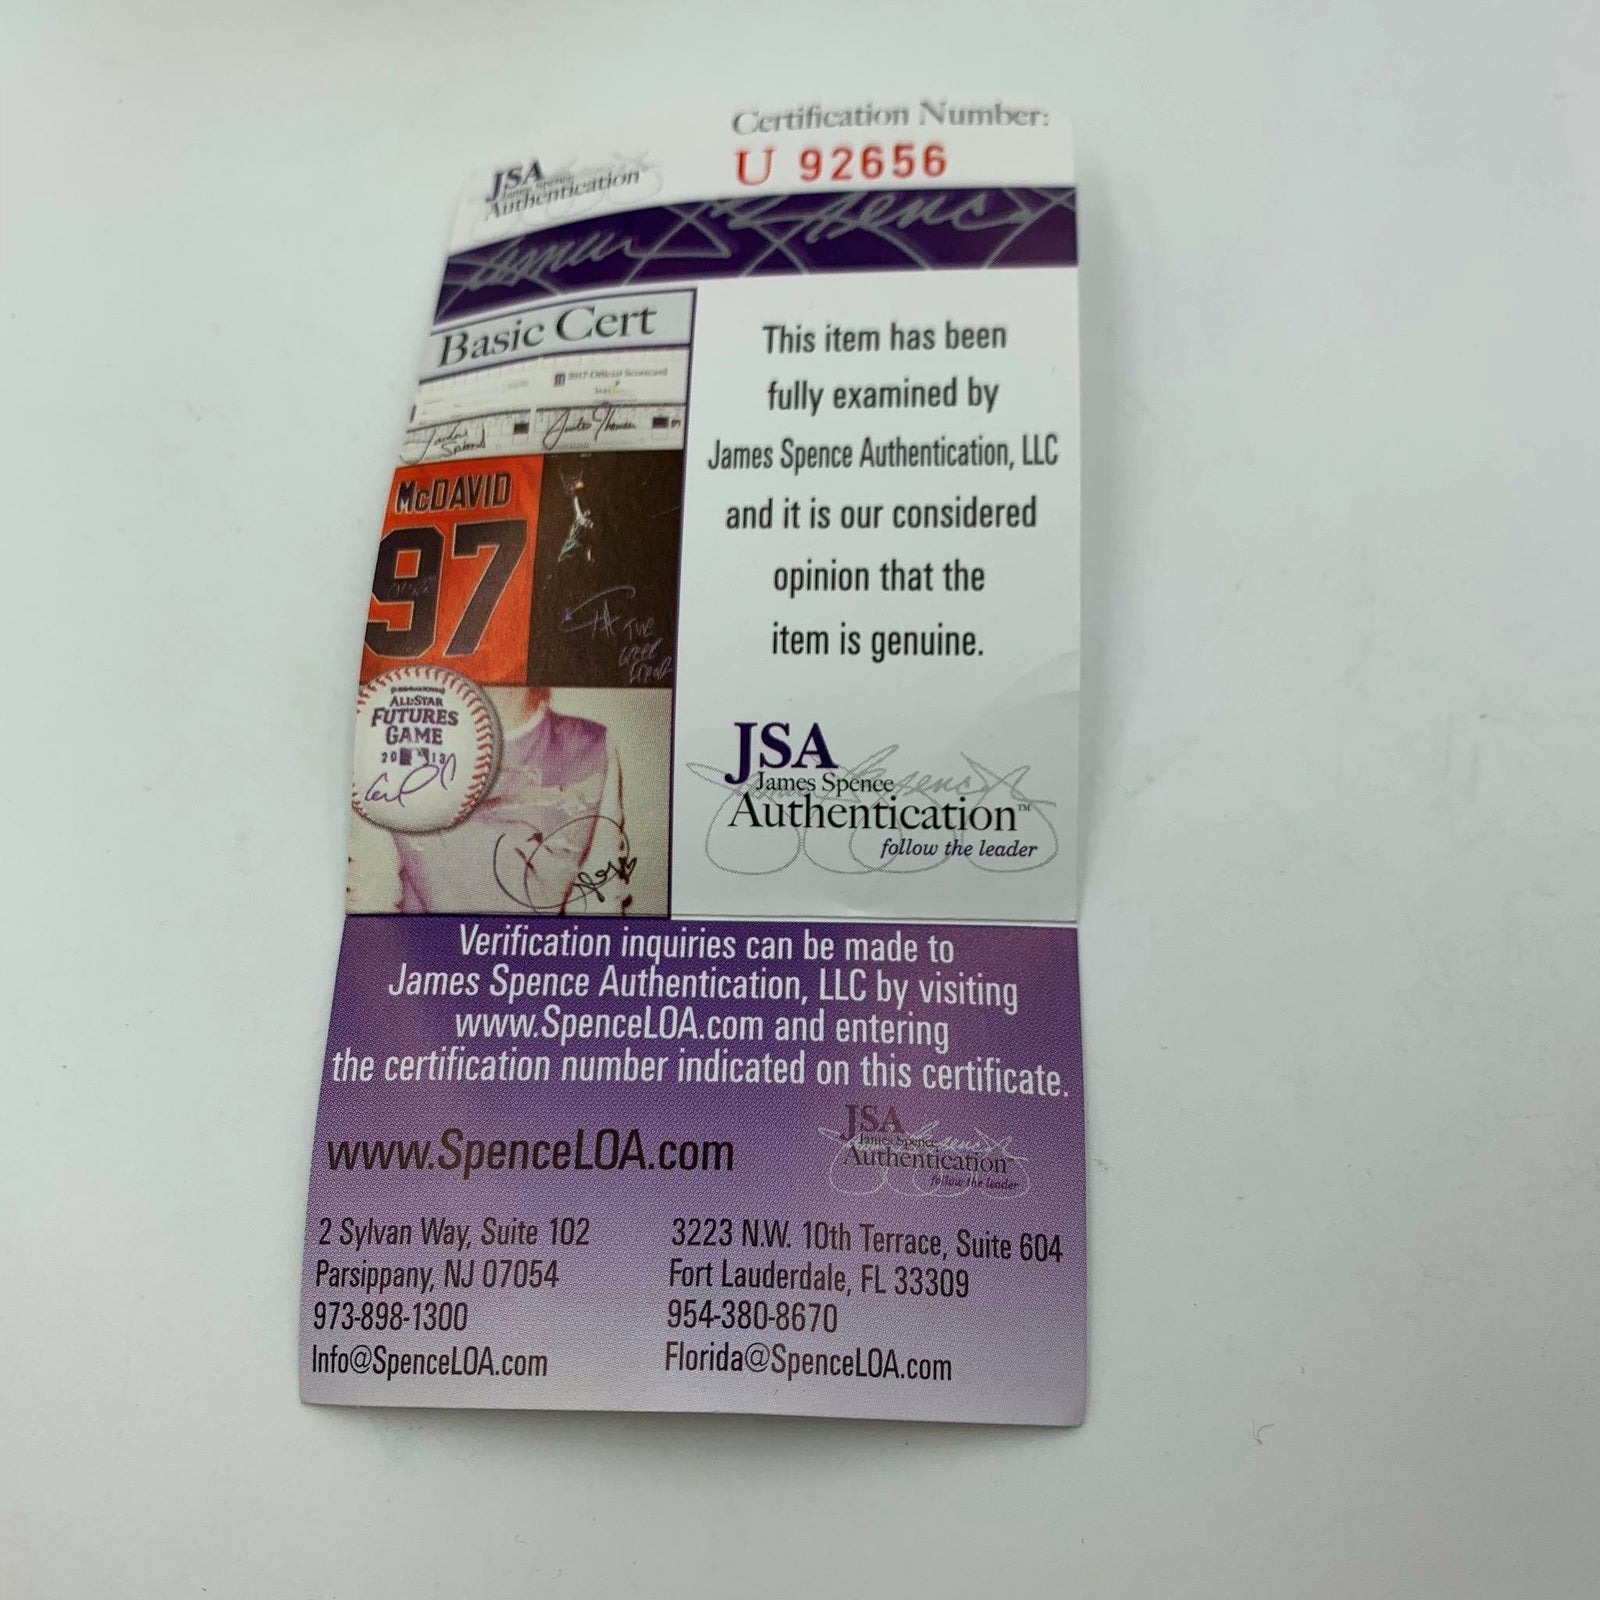 Certification Number:
U 92656
JSA
James Spence
Authentication
Basic Cert
2017 Official Scorecard
McDAVID
97
ALL-STAR
FUTURES
GAME
2013
This item has been
fully examined by
James Spence Authentication, LLC
and it is our considered
opinion that the
item is genuine.
JSA
James Spence
Authentication™
follow the leader
Verification inquiries can be made to
James Spence Authentication, LLC by visiting
www.SpenceLOA.com and entering
the certification number indicated on this certificate.
www.SpenceLOA.com
JSA
James Spence
Authentication
follow the leader
2 Sylvan Way, Suite 102
Parsippany, NJ 07054
973-898-1300
Info@SpenceLOA.com
3223 N.W. 10th Terrace, Suite 604
Fort Lauderdale, FL 33309
954-380-8670
Florida@SpenceLOA.com